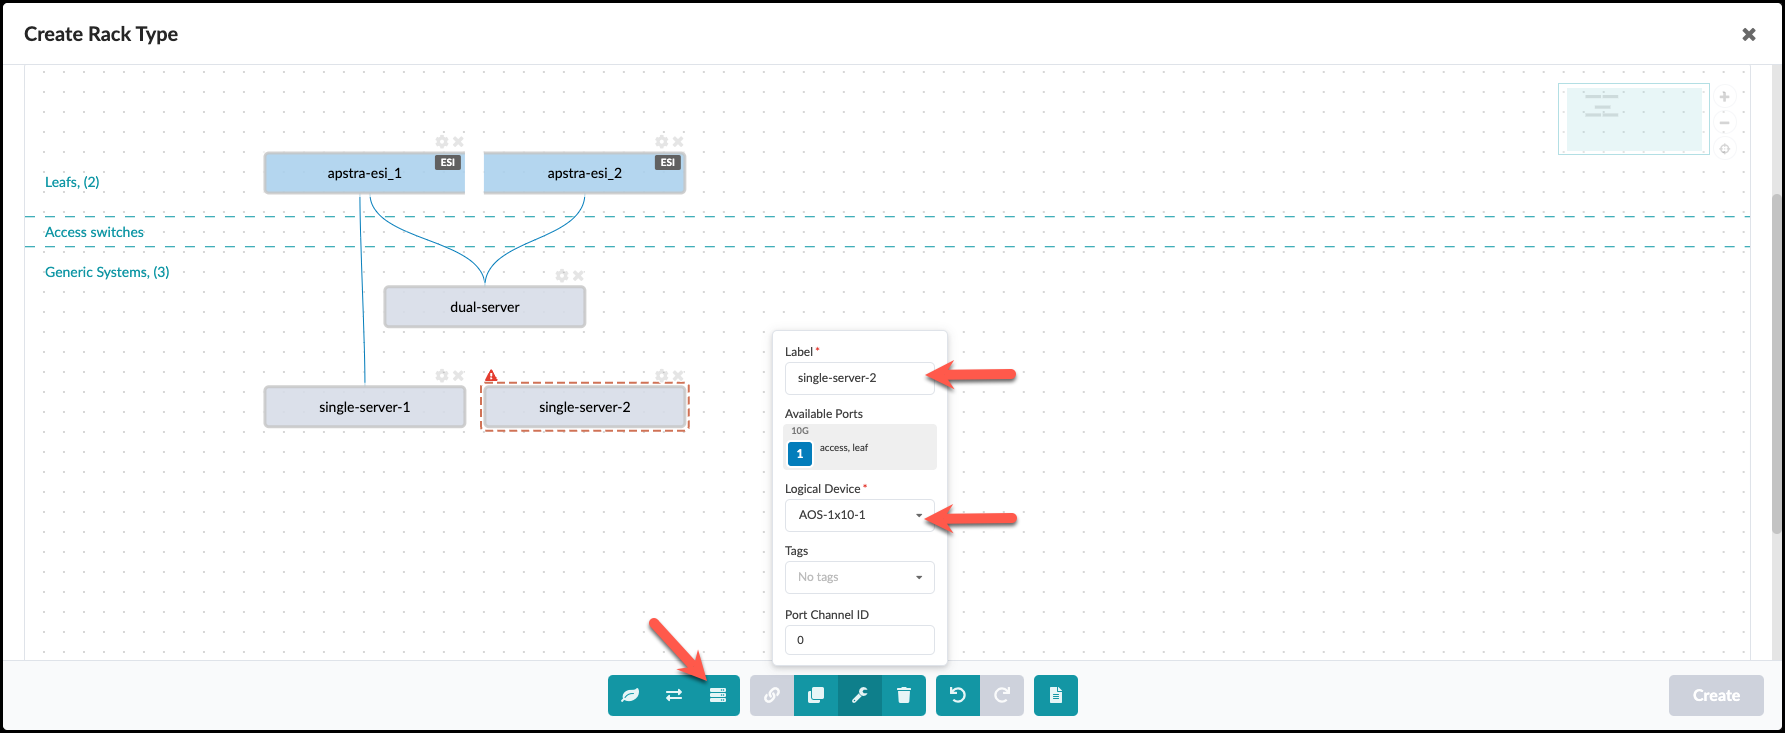 Create Rack Type
ESI
ESI
apstra-esi_1
apstra-esi_2
Leafs, (2)
Access switches
Generic Systems, (3)
dual-server
single-server-1
single-server-2
Label *
single-server-2
Available Ports
10G
1
access, leaf
Logical Device *
AOS-1x10-1
Tags
No tags
Port Channel ID
0
Create